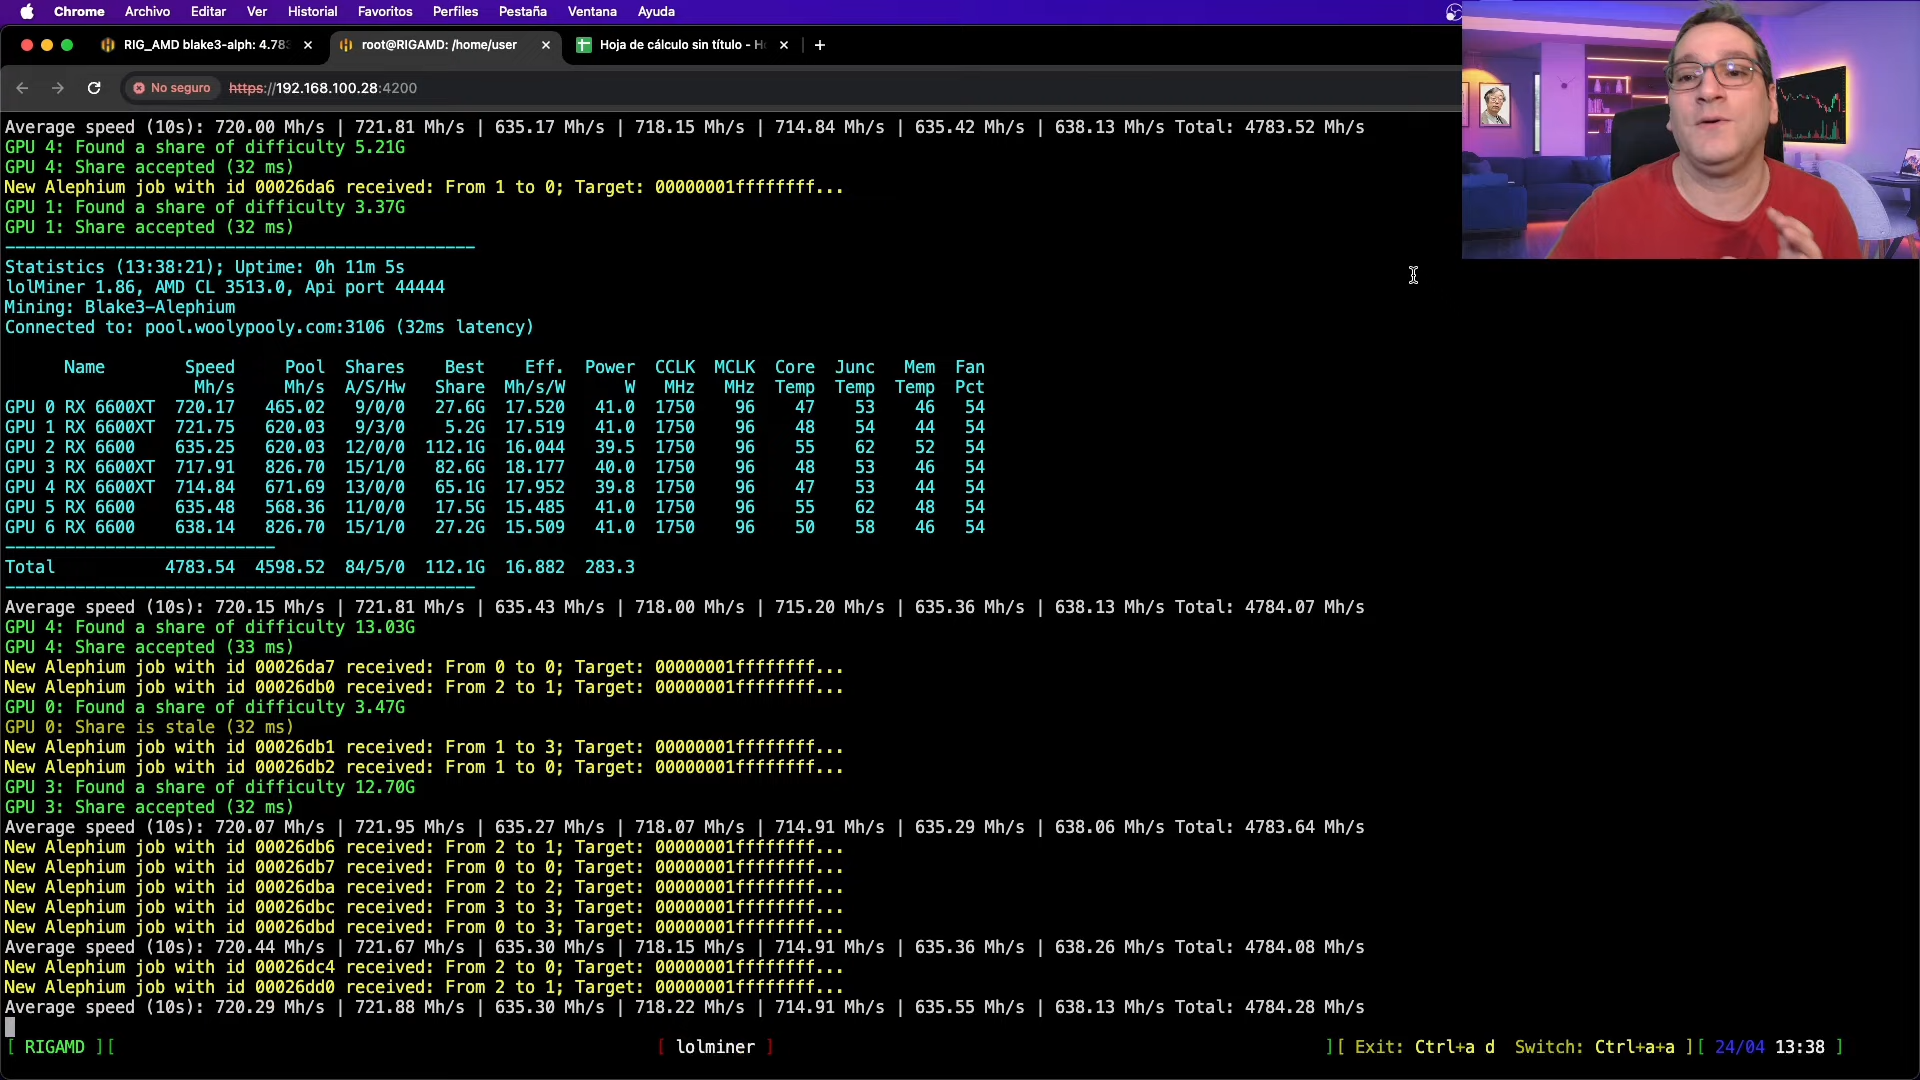 Chrome Archivo Editar Ver Historial Favoritos Perfiles Pestaña Ventana Ayuda
RIG_AMD blake3-alph: 4.783
root@RIGAMD: /home/user
Hoja de cálculo sin título - Ho
No seguro https://192.168.100.28:4200
Average speed (10s): 720.00 Mh/s | 721.81 Mh/s | 635.17 Mh/s | 718.15 Mh/s | 714.84 Mh/s | 635.42 Mh/s | 638.13 Mh/s Total: 4783.52 Mh/s
GPU 4: Found a share of difficulty 5.21G
GPU 4: Share accepted (32 ms)
New Alephium job with id 00026da6 received: From 1 to 0; Target: 00000001ffffffff...
GPU 1: Found a share of difficulty 3.37G
GPU 1: Share accepted (32 ms)
-----------------------------------------------
Statistics (13:38:21); Uptime: 0h 11m 5s
lolMiner 1.86, AMD CL 3513.0, Api port 44444
Mining: Blake3-Alephium
Connected to: pool.woolypooly.com:3106 (32ms latency)
Name Speed Pool Shares Best Eff. Power CCLK MCLK Core Junc Mem Fan
Mh/s Mh/s A/S/Hw Share Mh/s/W W MHz MHz Temp Temp Temp Pct
GPU 0 RX 6600XT 720.17 465.02 9/0/0 27.6G 17.520 41.0 1750 96 47 53 46 54
GPU 1 RX 6600XT 721.75 620.03 9/3/0 5.2G 17.519 41.0 1750 96 48 54 44 54
GPU 2 RX 6600 635.25 620.03 12/0/0 112.1G 16.044 39.5 1750 96 55 62 52 54
GPU 3 RX 6600XT 717.91 826.70 15/1/0 82.6G 18.177 40.0 1750 96 48 53 46 54
GPU 4 RX 6600XT 714.84 671.69 13/0/0 65.1G 17.952 39.8 1750 96 47 53 44 54
GPU 5 RX 6600 635.48 568.36 11/0/0 17.5G 15.485 41.0 1750 96 55 62 48 54
GPU 6 RX 6600 638.14 826.70 15/1/0 27.2G 15.509 41.0 1750 96 50 58 46 54
---------------------------
Total 4783.54 4598.52 84/5/0 112.1G 16.882 283.3
-----------------------------------------------
Average speed (10s): 720.15 Mh/s | 721.81 Mh/s | 635.43 Mh/s | 718.00 Mh/s | 715.20 Mh/s | 635.36 Mh/s | 638.13 Mh/s Total: 4784.07 Mh/s
GPU 4: Found a share of difficulty 13.03G
GPU 4: Share accepted (33 ms)
New Alephium job with id 00026da7 received: From 0 to 0; Target: 00000001ffffffff...
New Alephium job with id 00026db0 received: From 2 to 1; Target: 00000001ffffffff...
GPU 0: Found a share of difficulty 3.47G
GPU 0: Share is stale (32 ms)
New Alephium job with id 00026db1 received: From 1 to 3; Target: 00000001ffffffff...
New Alephium job with id 00026db2 received: From 1 to 0; Target: 00000001ffffffff...
GPU 3: Found a share of difficulty 12.70G
GPU 3: Share accepted (32 ms)
Average speed (10s): 720.07 Mh/s | 721.95 Mh/s | 635.27 Mh/s | 718.07 Mh/s | 714.91 Mh/s | 635.29 Mh/s | 638.06 Mh/s Total: 4783.64 Mh/s
New Alephium job with id 00026db6 received: From 2 to 1; Target: 00000001ffffffff...
New Alephium job with id 00026db7 received: From 0 to 0; Target: 00000001ffffffff...
New Alephium job with id 00026dba received: From 2 to 2; Target: 00000001ffffffff...
New Alephium job with id 00026dbc received: From 3 to 3; Target: 00000001ffffffff...
New Alephium job with id 00026dbd received: From 0 to 3; Target: 00000001ffffffff...
Average speed (10s): 720.44 Mh/s | 721.67 Mh/s | 635.30 Mh/s | 718.15 Mh/s | 714.91 Mh/s | 635.36 Mh/s | 638.26 Mh/s Total: 4784.08 Mh/s
New Alephium job with id 00026dc4 received: From 2 to 0; Target: 00000001ffffffff...
New Alephium job with id 00026dd0 received: From 2 to 1; Target: 00000001ffffffff...
Average speed (10s): 720.29 Mh/s | 721.88 Mh/s | 635.30 Mh/s | 718.22 Mh/s | 714.91 Mh/s | 635.55 Mh/s | 638.13 Mh/s Total: 4784.28 Mh/s
[ RIGAMD ][ [ lolminer ] ][ Exit: Ctrl+a d Switch: Ctrl+a+a ][ 24/04 13:38 ]